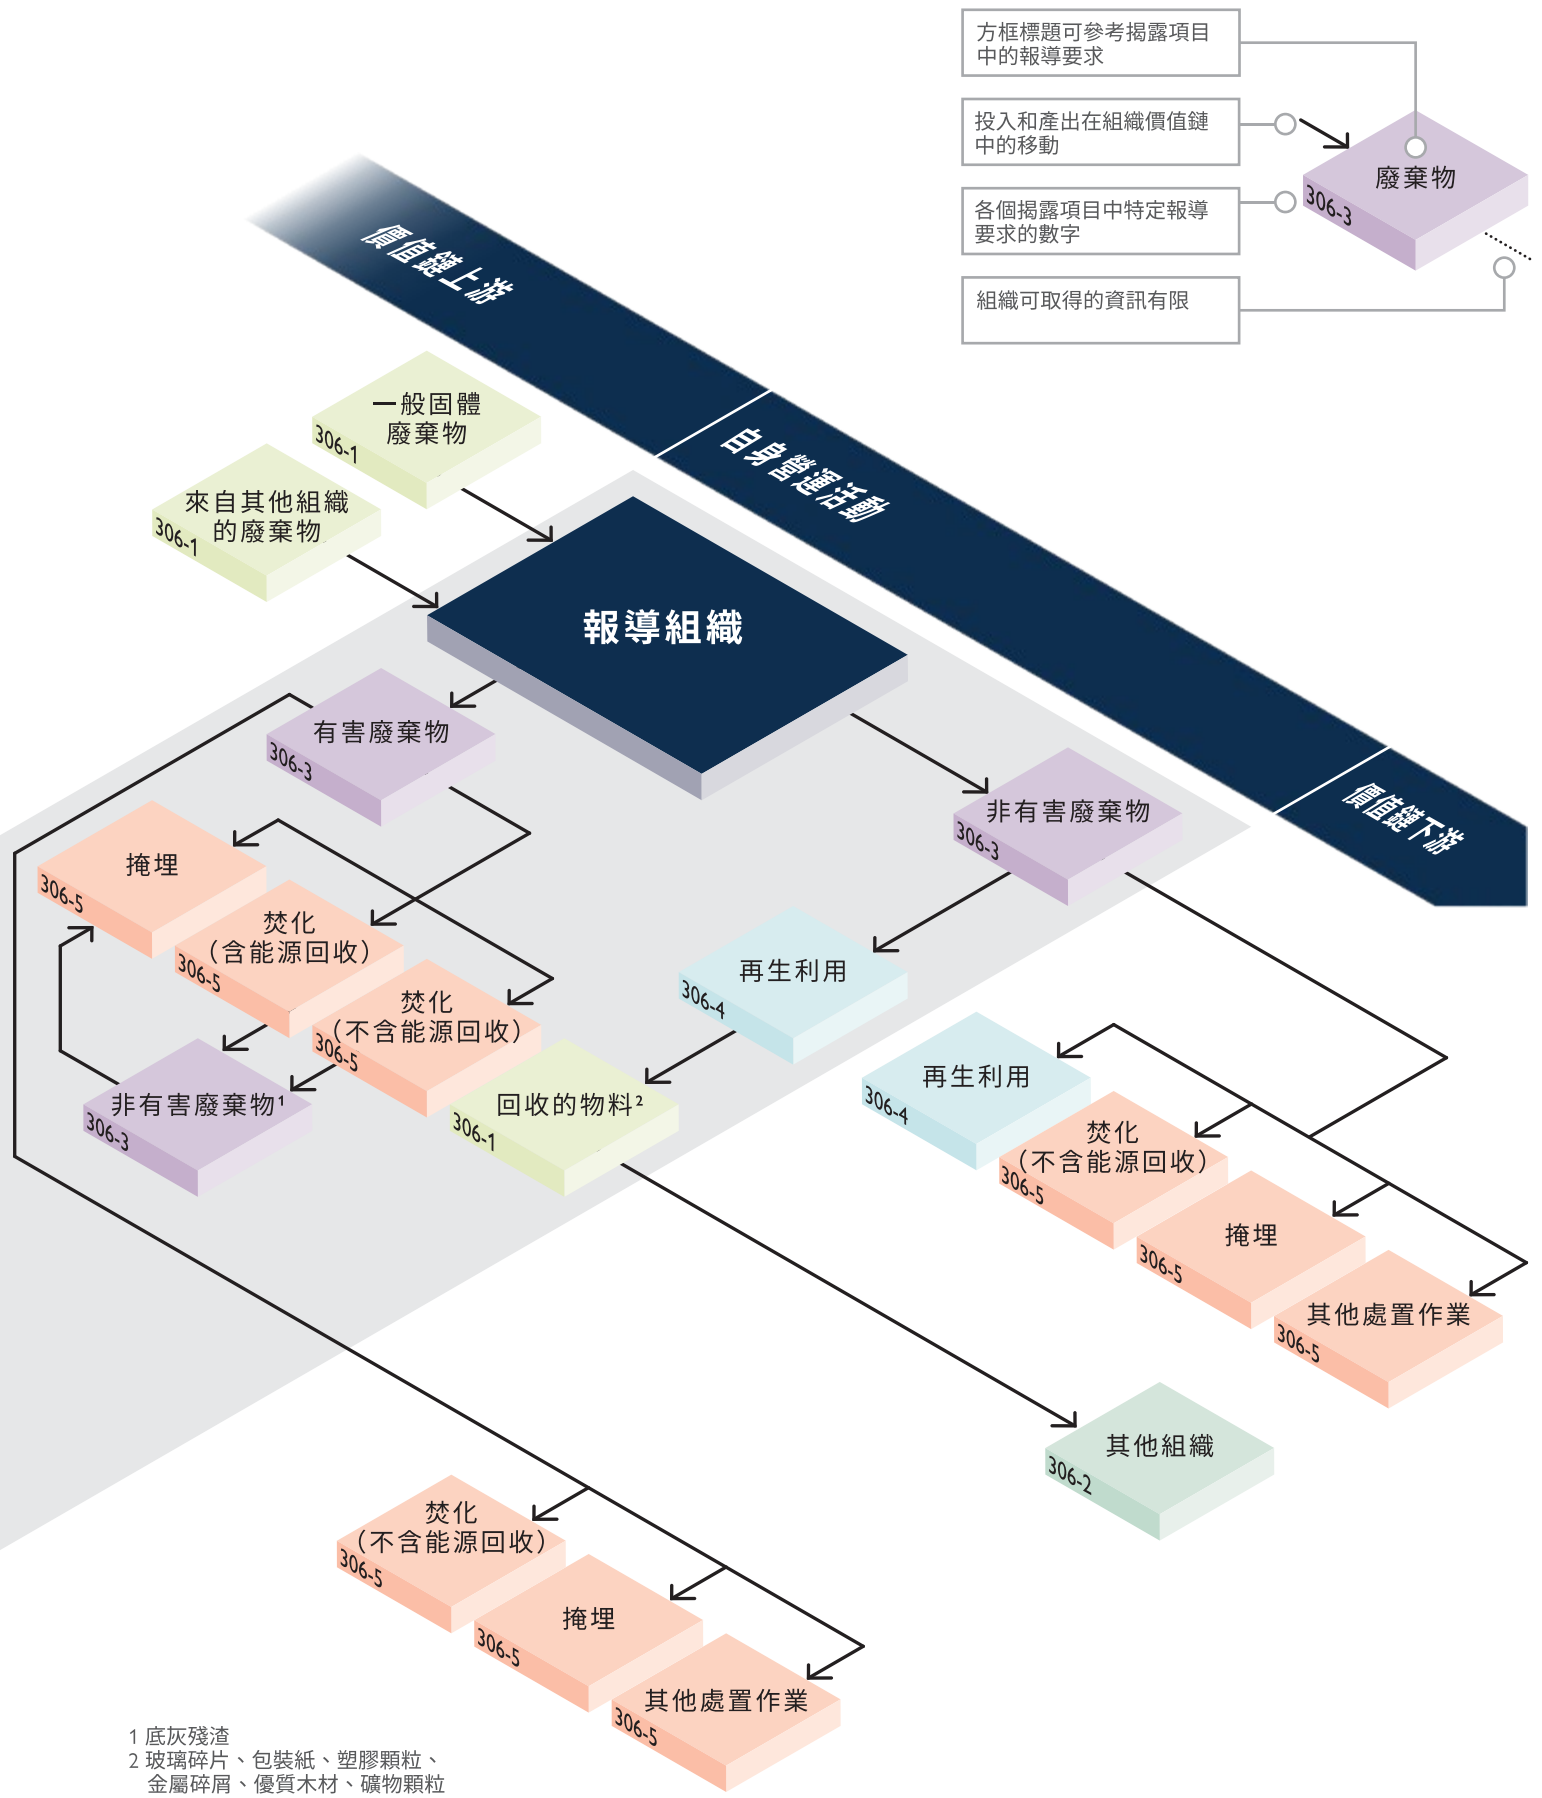 方框標題可參考揭露項目
中的報導要求
投入和產出在組織價值鏈
中的移動
各個揭露項目中特定報導
要求的數字
組織可取得的資訊有限
廢棄物
306-3
價值鏈上游
自身營運活動
價值鏈下游
一般固體
廢棄物
306-1
來自其他組織
的廢棄物
306-1
報導組織
有害廢棄物
306-3
非有害廢棄物
306-3
掩埋
306-5
焚化
（含能源回收）
306-5
焚化
（不含能源回收）
306-5
非有害廢棄物¹
306-3
再生利用
306-4
回收的物料²
306-1
再生利用
306-4
焚化
（不含能源回收）
306-5
掩埋
306-5
其他處置作業
306-5
其他組織
306-2
焚化
（不含能源回收）
306-5
掩埋
306-5
其他處置作業
306-5
1 底灰殘渣
2 玻璃碎片、包裝紙、塑膠顆粒、
金屬碎屑、優質木材、礦物顆粒